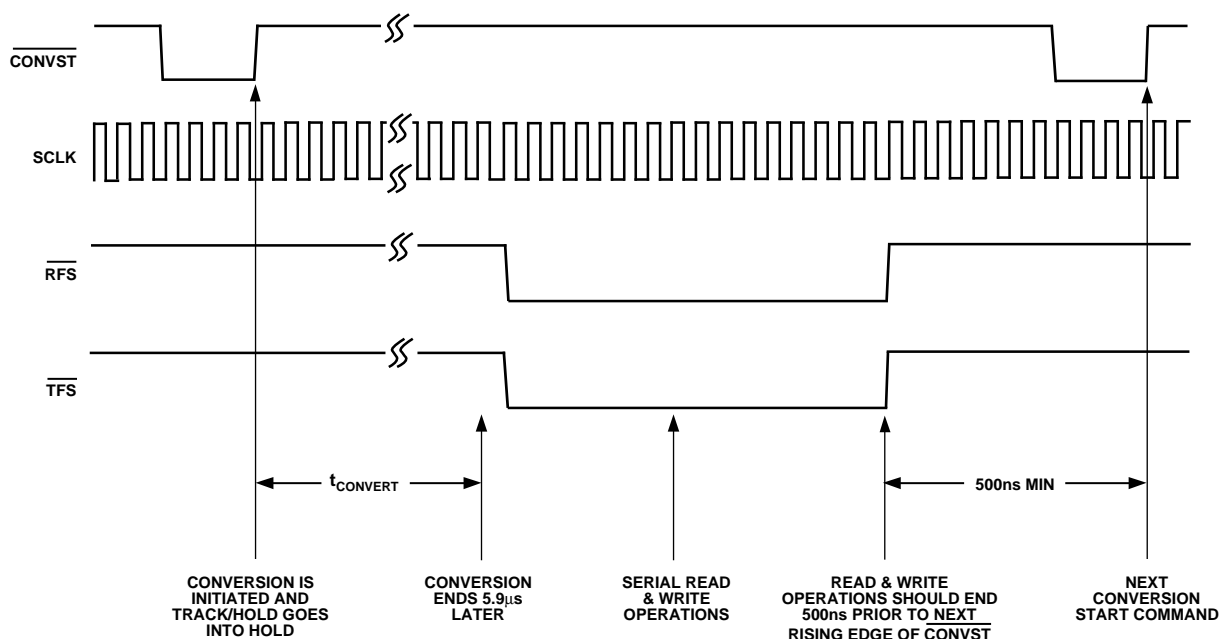 CONVST
SCLK
RFS
TFS
tCONVERT
500ns MIN
CONVERSION IS
INITIATED AND
TRACK/HOLD GOES
INTO HOLD
CONVERSION
ENDS 5.9μs
LATER
SERIAL READ
& WRITE
OPERATIONS
READ & WRITE
OPERATIONS SHOULD END
500ns PRIOR TO NEXT
RISING EDGE OF CONVST
NEXT
CONVERSION
START COMMAND